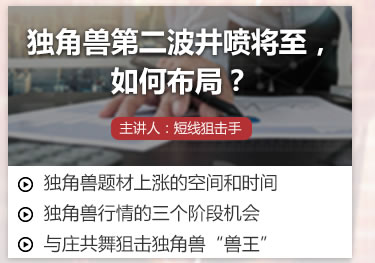 独角兽第二波井喷将至，
如何布局？
主讲人：短线狙击手
独角兽题材上涨的空间和时间
独角兽行情的三个阶段机会
与庄共舞狙击独角兽“兽王”